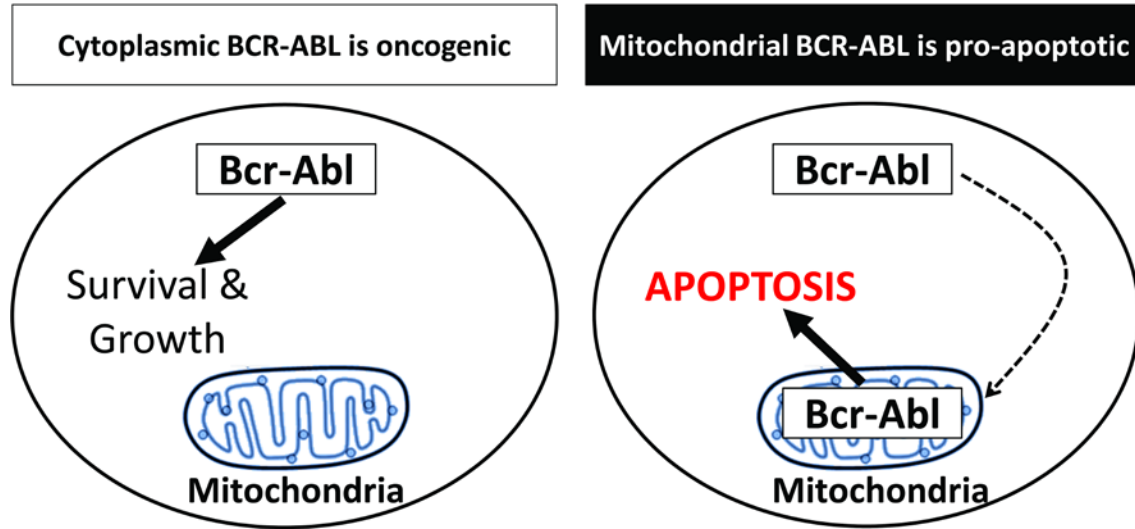 Cytoplasmic BCR-ABL is oncogenic
Bcr-Abl
Survival &
Growth
Mitochondria
Mitochondrial BCR-ABL is pro-apoptotic
Bcr-Abl
APOPTOSIS
Bcr-Abl
Mitochondria